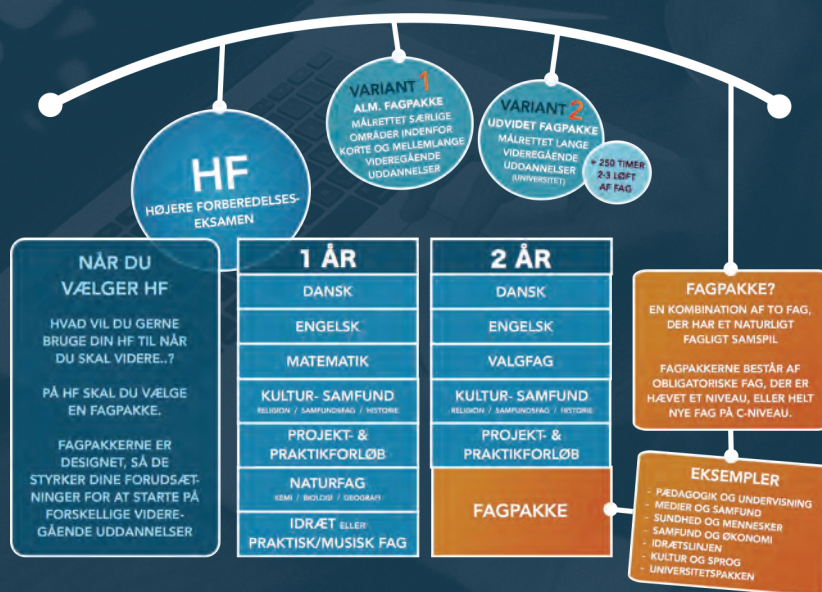 HF
HØJERE FORBEREDELSES-
EKSAMEN
VARIANT 1
ALM. FAGPAKKE
MÅLRETTET SÆRLIGE
OMRÅDER INDENFOR
KORTE OG MELLEMLANGE
VIDEREGÅENDE
UDDANNELSER
VARIANT 2
UDVIDET FAGPAKKE
MÅLRETTET LANGE
VIDEREGÅENDE
UDDANNELSER
(UNIVERSITET)
+ 250 TIMER
2-3 LØFT
AF FAG
NÅR DU
VÆLGER HF
HVAD VIL DU GERNE
BRUGE DIN HF TIL NÅR
DU SKAL VIDERE..?
PÅ HF SKAL DU VÆLGE
EN FAGPAKKE.
FAGPAKKERNE ER
DESIGNET, SÅ DE
STYRKER DINE FORUDSÆT-
NINGER FOR AT STARTE PÅ
FORSKELLIGE VIDERE-
GÅENDE UDDANNELSER
1 ÅR
DANSK
ENGELSK
MATEMATIK
KULTUR- SAMFUND
RELIGION / SAMFUNDSFAG / HISTORIE
PROJEKT- &
PRAKTIKFORLØB
NATURFAG
KEMI / BIOLOGI / GEOGRAFI
IDRÆT ELLER
PRAKTISK/MUSISK FAG
2 ÅR
DANSK
ENGELSK
VALGFAG
KULTUR- SAMFUND
RELIGION / SAMFUNDSFAG / HISTORIE
PROJEKT- &
PRAKTIKFORLØB
FAGPAKKE
FAGPAKKE?
EN KOMBINATION AF TO FAG,
DER HAR ET NATURLIGT
FAGLIGT SAMSPIL
FAGPAKKERNE BESTÅR AF
OBLIGATORISKE FAG, DER ER
HÆVET ET NIVEAU, ELLER HELT
NYE FAG PÅ C-NIVEAU.
EKSEMPLER
- PÆDAGOGIK OG UNDERVISNING
- MEDIER OG SAMFUND
- SUNDHED OG MENNESKER
- SAMFUND OG ØKONOMI
- IDRÆTSLINJEN
- KULTUR OG SPROG
- UNIVERSITETSPAKKEN